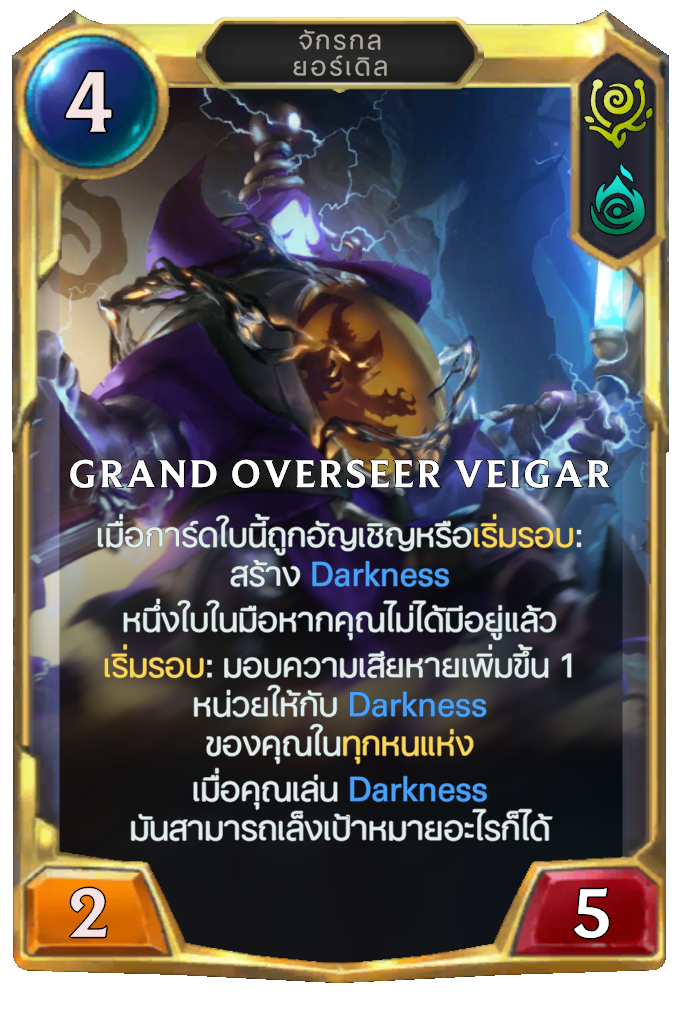 จักรกล
ยอร์เดิล
4
GRAND OVERSEER VEIGAR
เมื่อการ์ดใบนี้ถูกอัญเชิญหรือเริ่มรอบ:
สร้าง Darkness
หนึ่งใบในมือหากคุณไม่ได้มีอยู่แล้ว
เริ่มรอบ: มอบความเสียหายเพิ่มขึ้น 1
หน่วยให้กับ Darkness
ของคุณในทุกหนแห่ง
เมื่อคุณเล่น Darkness
มันสามารถเล็งเป้าหมายอะไรก็ได้
2
5